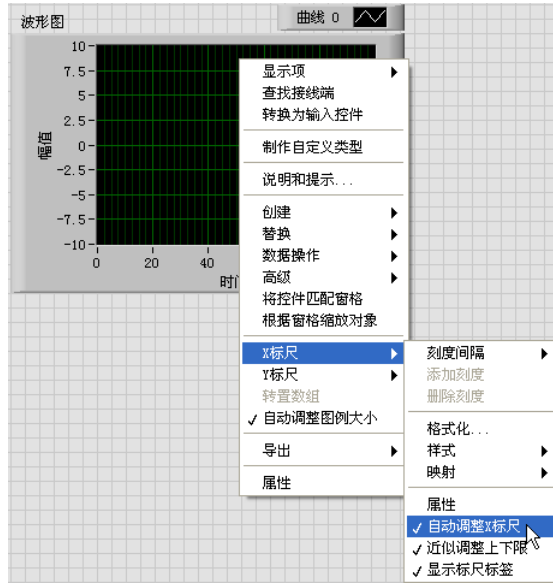 波形图
曲线 0
10
7.5
5
2.5
0
-2.5
-5
-7.5
-10
幅值
0
20
40
时间
显示项
查找接线端
转换为输入控件
制作自定义类型
说明和提示...
创建
替换
数据操作
高级
将控件匹配窗格
根据窗格缩放对象
X标尺
Y标尺
转置数组
自动调整图例大小
导出
属性
刻度间隔
添加刻度
删除刻度
格式化...
样式
映射
属性
自动调整X标尺
近似调整上下限
显示标尺标签